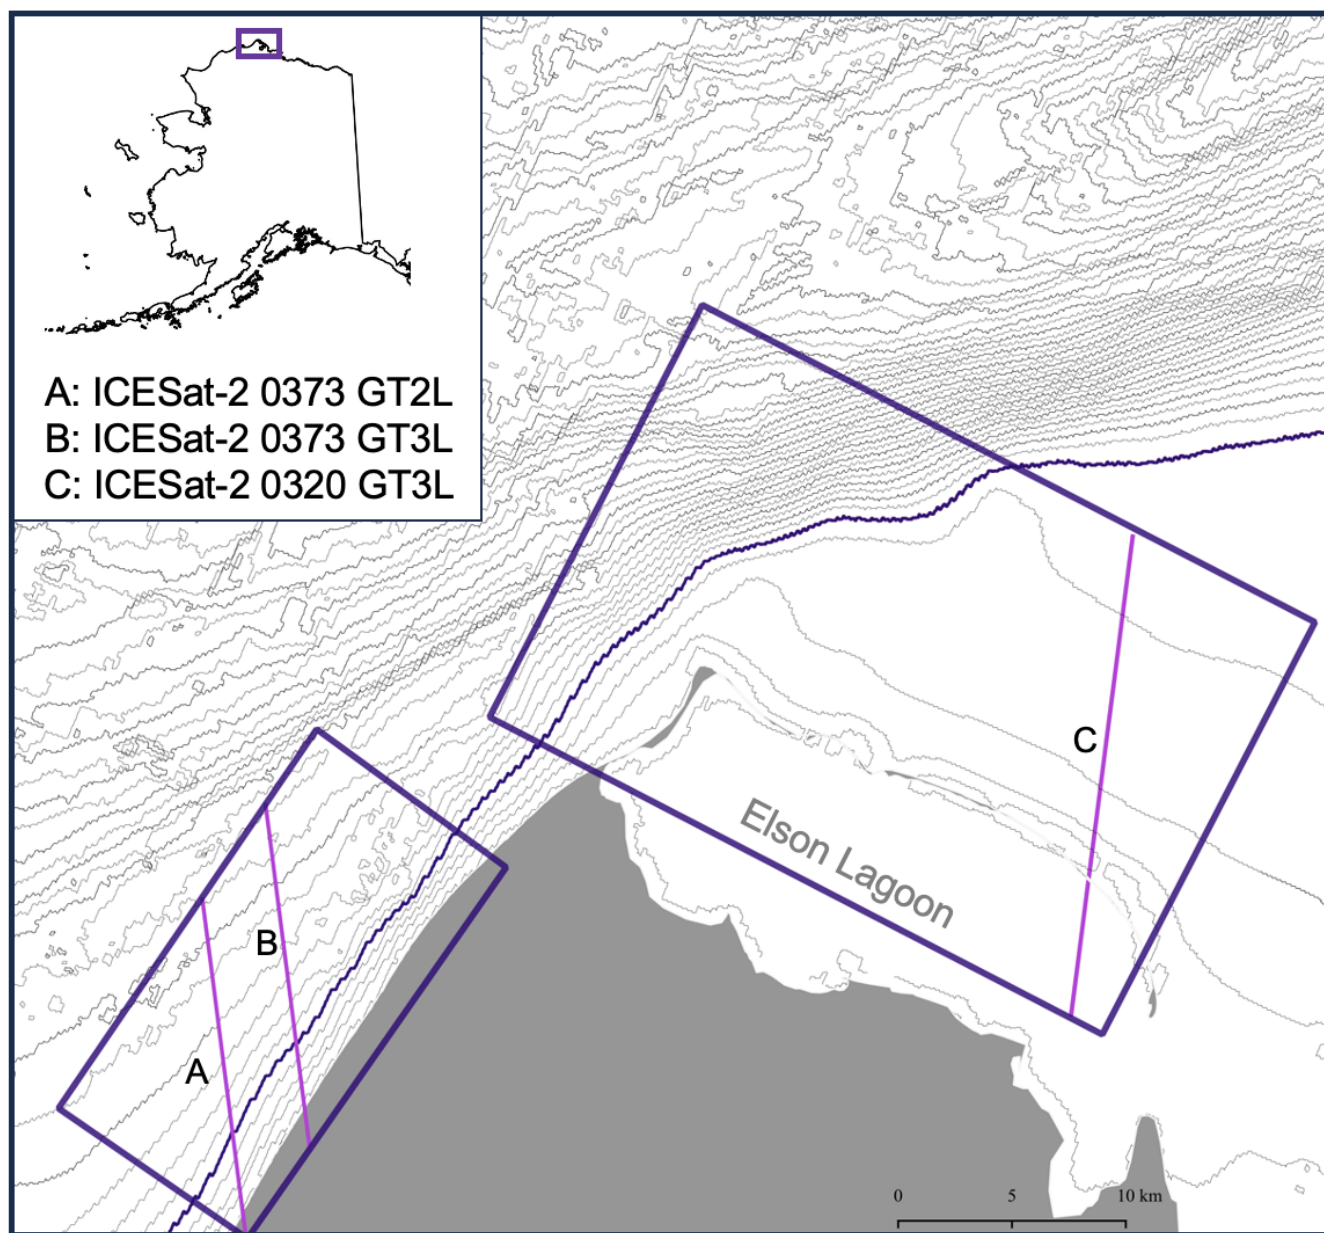 A: ICESat-2 0373 GT2L
B: ICESat-2 0373 GT3L
C: ICESat-2 0320 GT3L
C
Elson Lagoon
B
A
0 5 10 km